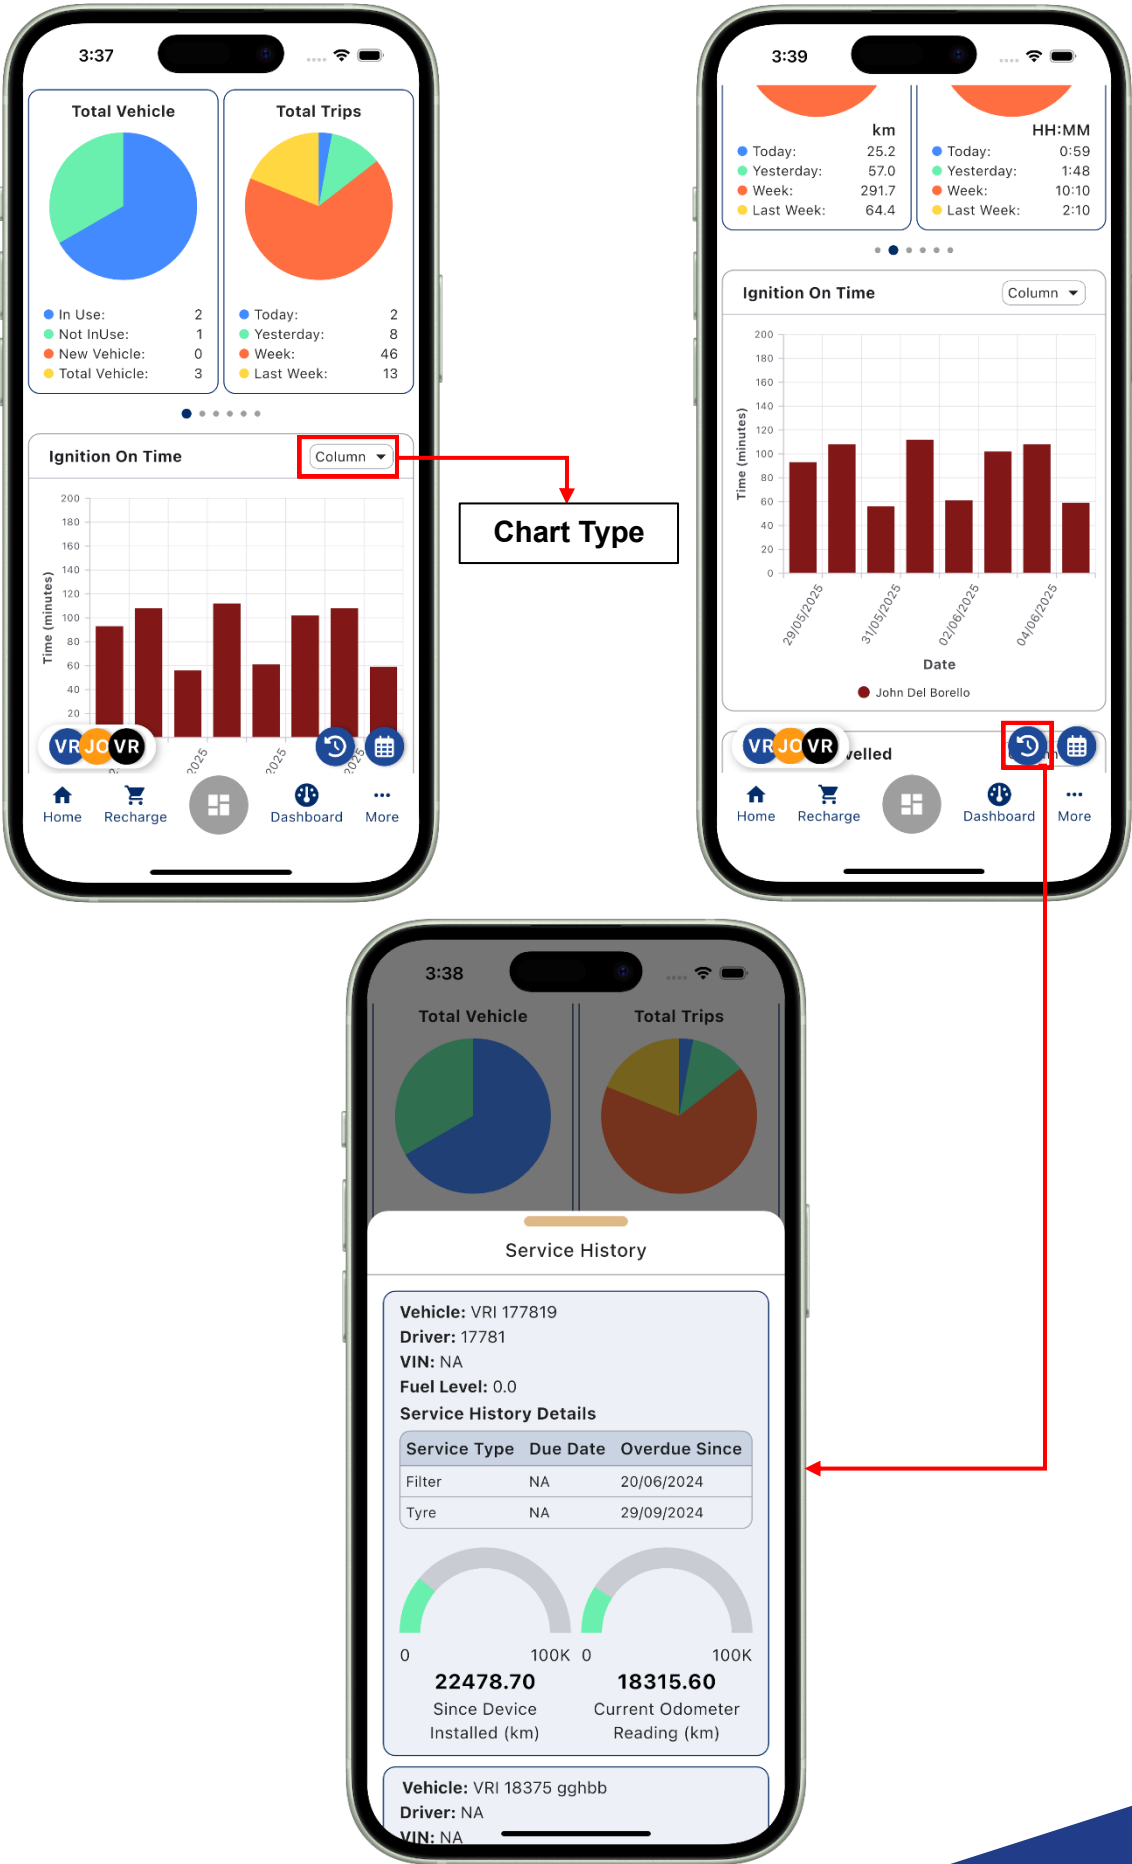 3:37
Total Vehicle
In Use: 2
Not InUse: 1
New Vehicle: 0
Total Vehicle: 3
Total Trips
Today: 2
Yesterday: 8
Week: 46
Last Week: 13
Ignition On Time
Column
Time (minutes)
200
180
160
140
120
100
80
60
40
20
2025
2025
2025
VR JO VR
Home
Recharge
Dashboard
More
Chart Type
3:39
km
Today: 25.2
Yesterday: 57.0
Week: 291.7
Last Week: 64.4
HH:MM
Today: 0:59
Yesterday: 1:48
Week: 10:10
Last Week: 2:10
Ignition On Time
Column
Time (minutes)
200
180
160
140
120
100
80
60
40
20
0
29/05/2025
31/05/2025
02/06/2025
04/06/2025
Date
John Del Borello
VR JO VR
velled
Home
Recharge
Dashboard
More
3:38
Total Vehicle
Total Trips
Service History
Vehicle: VRI 177819
Driver: 17781
VIN: NA
Fuel Level: 0.0
Service History Details
Service Type Due Date Overdue Since
Filter NA 20/06/2024
Tyre NA 29/09/2024
0 100K
22478.70
Since Device
Installed (km)
0 100K
18315.60
Current Odometer
Reading (km)
Vehicle: VRI 18375 gghbb
Driver: NA
VIN: NA